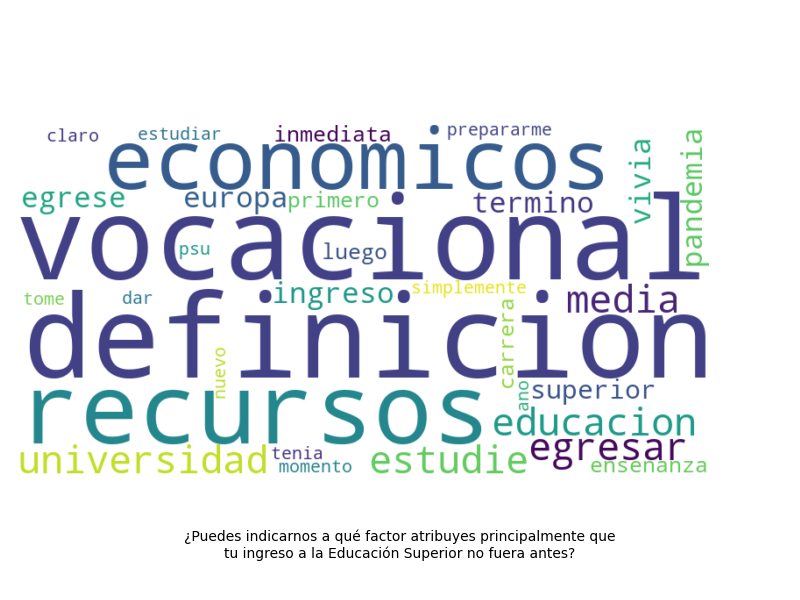 claro estudiar inmediata prepararme
economicos
vivia
pandemia
egrese europa primero termino
vocacional
psu luego
tome dar ingreso simplemente media
definicion
carrera
nuevo
ano
superior
recursos
educacion
egresar
universidad tenia estudie
momento enseñanza
¿Puedes indicarnos a qué factor atribuyes principalmente que
tu ingreso a la Educación Superior no fuera antes?